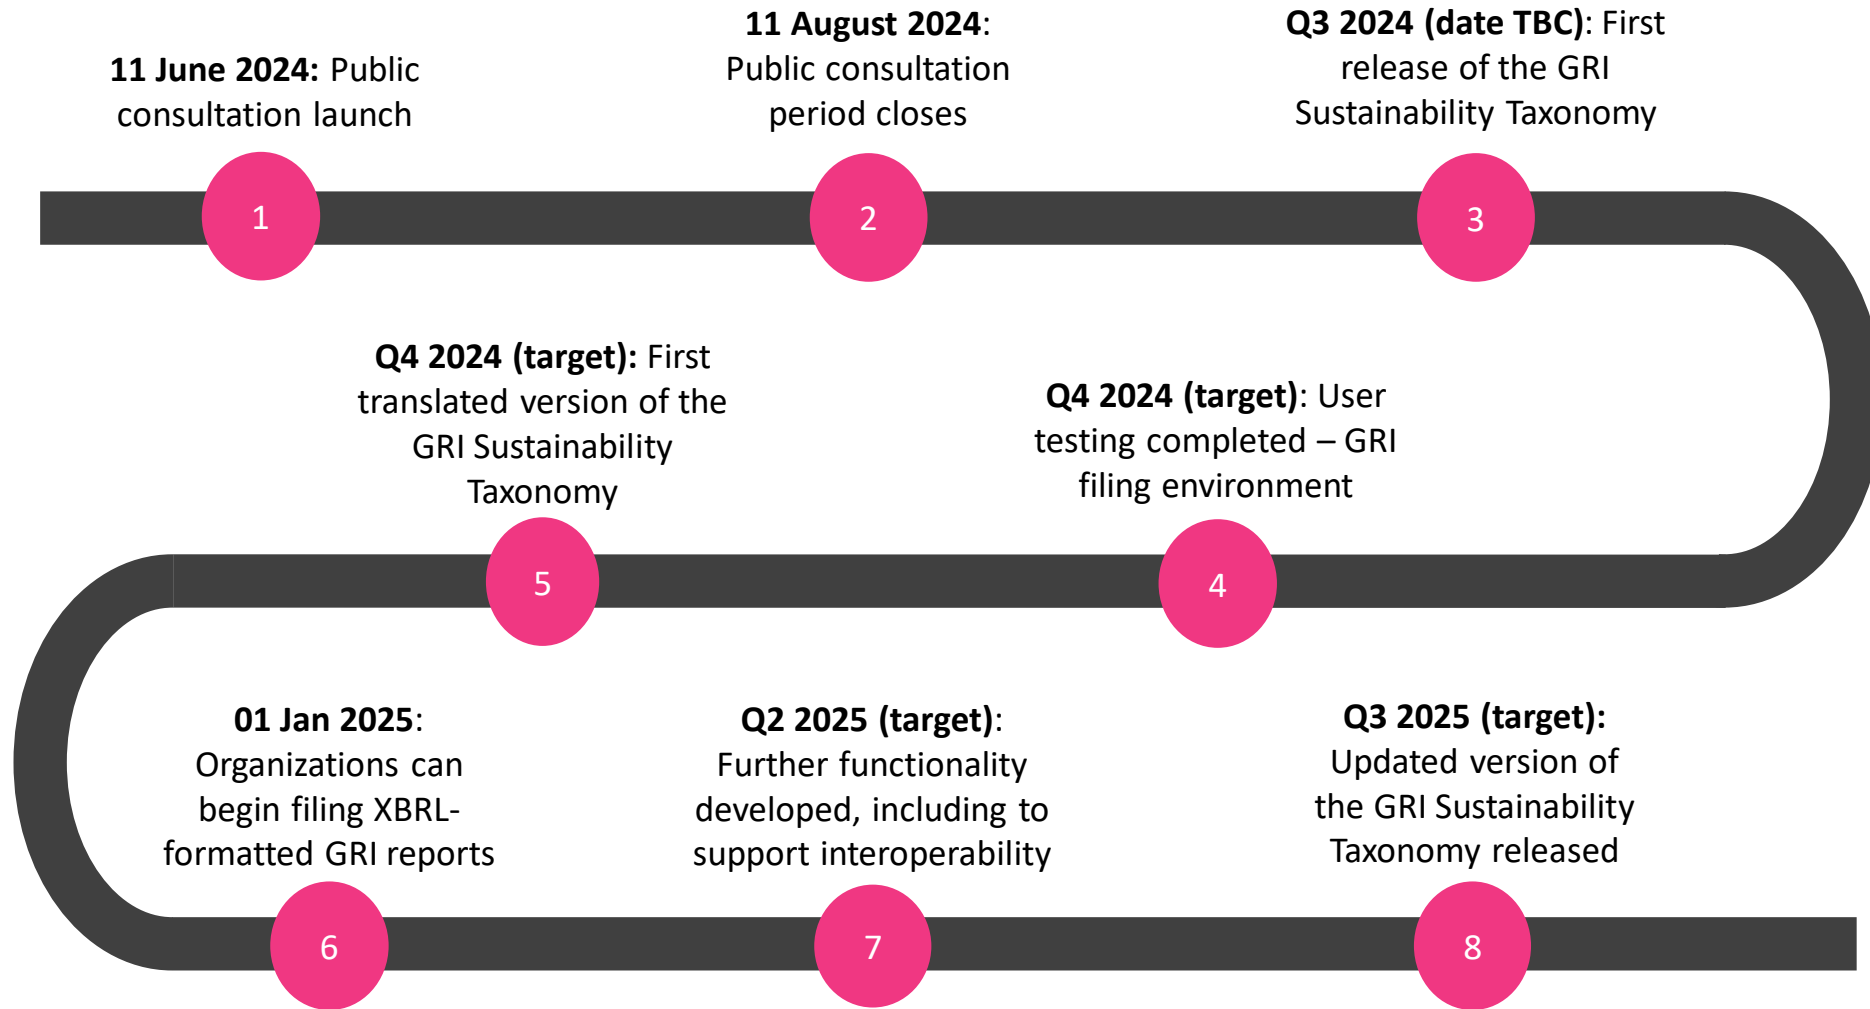 11 June 2024: Public
consultation launch
1
11 August 2024:
Public consultation
period closes
2
Q3 2024 (date TBC): First
release of the GRI
Sustainability Taxonomy
3
Q4 2024 (target): User
testing completed – GRI
filing environment
4
Q4 2024 (target): First
translated version of the
GRI Sustainability
Taxonomy
5
01 Jan 2025:
Organizations can
begin filing XBRL-
formatted GRI reports
6
Q2 2025 (target):
Further functionality
developed, including to
support interoperability
7
Q3 2025 (target):
Updated version of
the GRI Sustainability
Taxonomy released
8